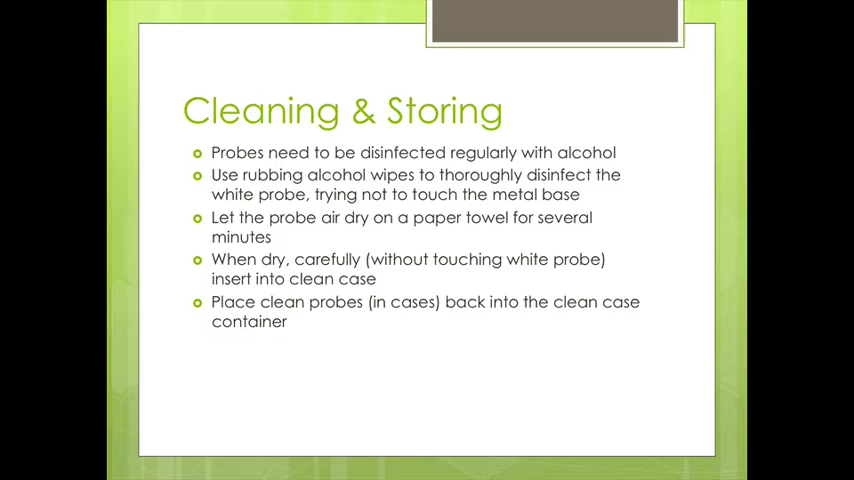 Cleaning & Storing
Probes need to be disinfected regularly with alcohol
Use rubbing alcohol wipes to thoroughly disinfect the
white probe, trying not to touch the metal base
Let the probe air dry on a paper towel for several
minutes
When dry, carefully (without touching white probe)
insert into clean case
Place clean probes (in cases) back into the clean case
container